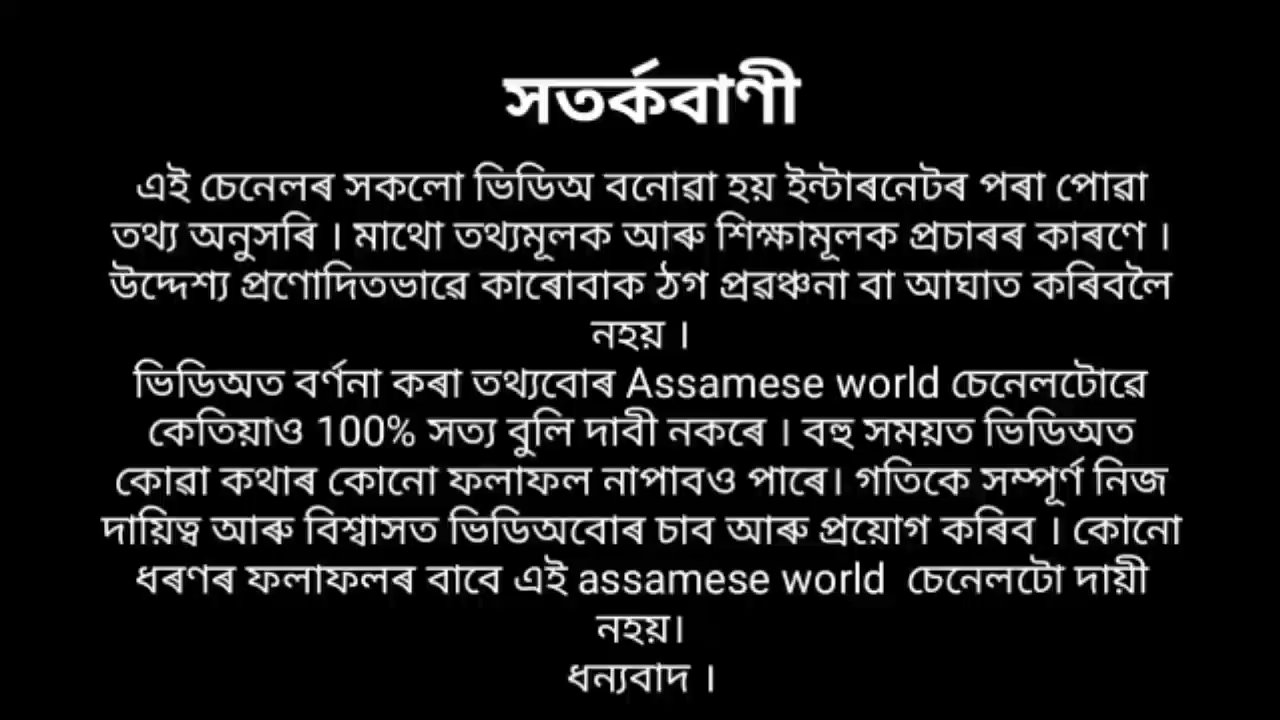 সতৰ্কবাণী
এই চেনেলৰ সকলো ভিডিঅ বনোৱা হয় ইন্টাৰনেটৰ পৰা পোৱা
তথ্য অনুসৰি । মাথো তথ্যমূলক আৰু শিক্ষামূলক প্ৰচাৰৰ কাৰণে ।
উদ্দেশ্য প্ৰণোদিতভাৱে কাৰোবাক ঠগ প্ৰৱঞ্চনা বা আঘাত কৰিবলৈ
নহয় ।
ভিডিঅত বৰ্ণনা কৰা তথ্যবোৰ Assamese world চেনেলটোৱে
কেতিয়াও 100% সত্য বুলি দাবী নকৰে । বহু সময়ত ভিডিঅত
কোৱা কথাৰ কোনো ফলাফল নাপাবও পাৰে। গতিকে সম্পূৰ্ণ নিজ
দায়িত্ব আৰু বিশ্বাসত ভিডিঅবোৰ চাব আৰু প্ৰয়োগ কৰিব । কোনো
ধৰণৰ ফলাফলৰ বাবে এই assamese world চেনেলটো দায়ী
নহয়।
ধন্যবাদ ।